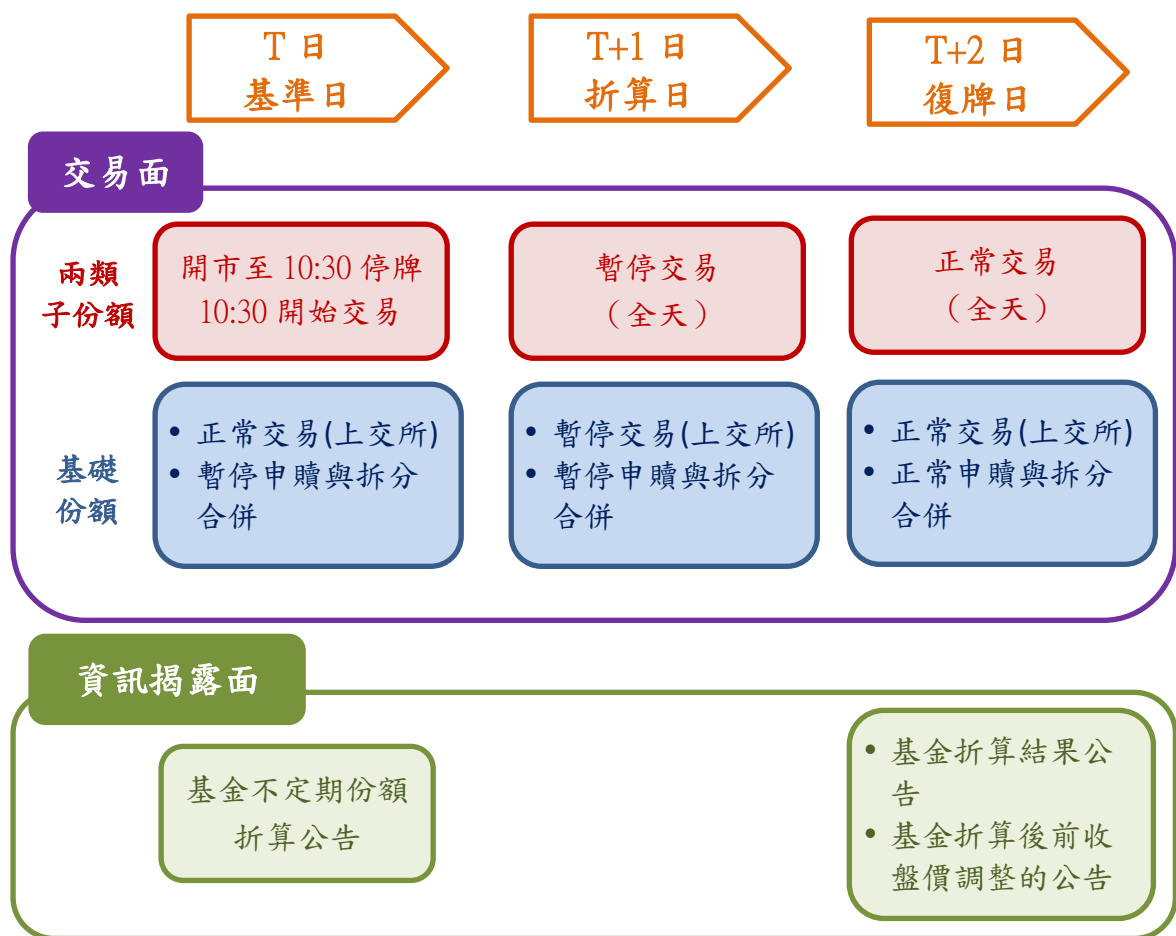 T 日
基準日
T+1 日
折算日
T+2 日
復牌日
交易面
兩類
子份額
開市至 10:30 停牌
10:30 開始交易
暫停交易
（全天）
正常交易
（全天）
基礎
份額
• 正常交易(上交所)
• 暫停申贖與拆分
合併
• 暫停交易(上交所)
• 暫停申贖與拆分
合併
• 正常交易(上交所)
• 正常申贖與拆分
合併
資訊揭露面
基金不定期份額
折算公告
• 基金折算結果公
告
• 基金折算後前收
盤價調整的公告